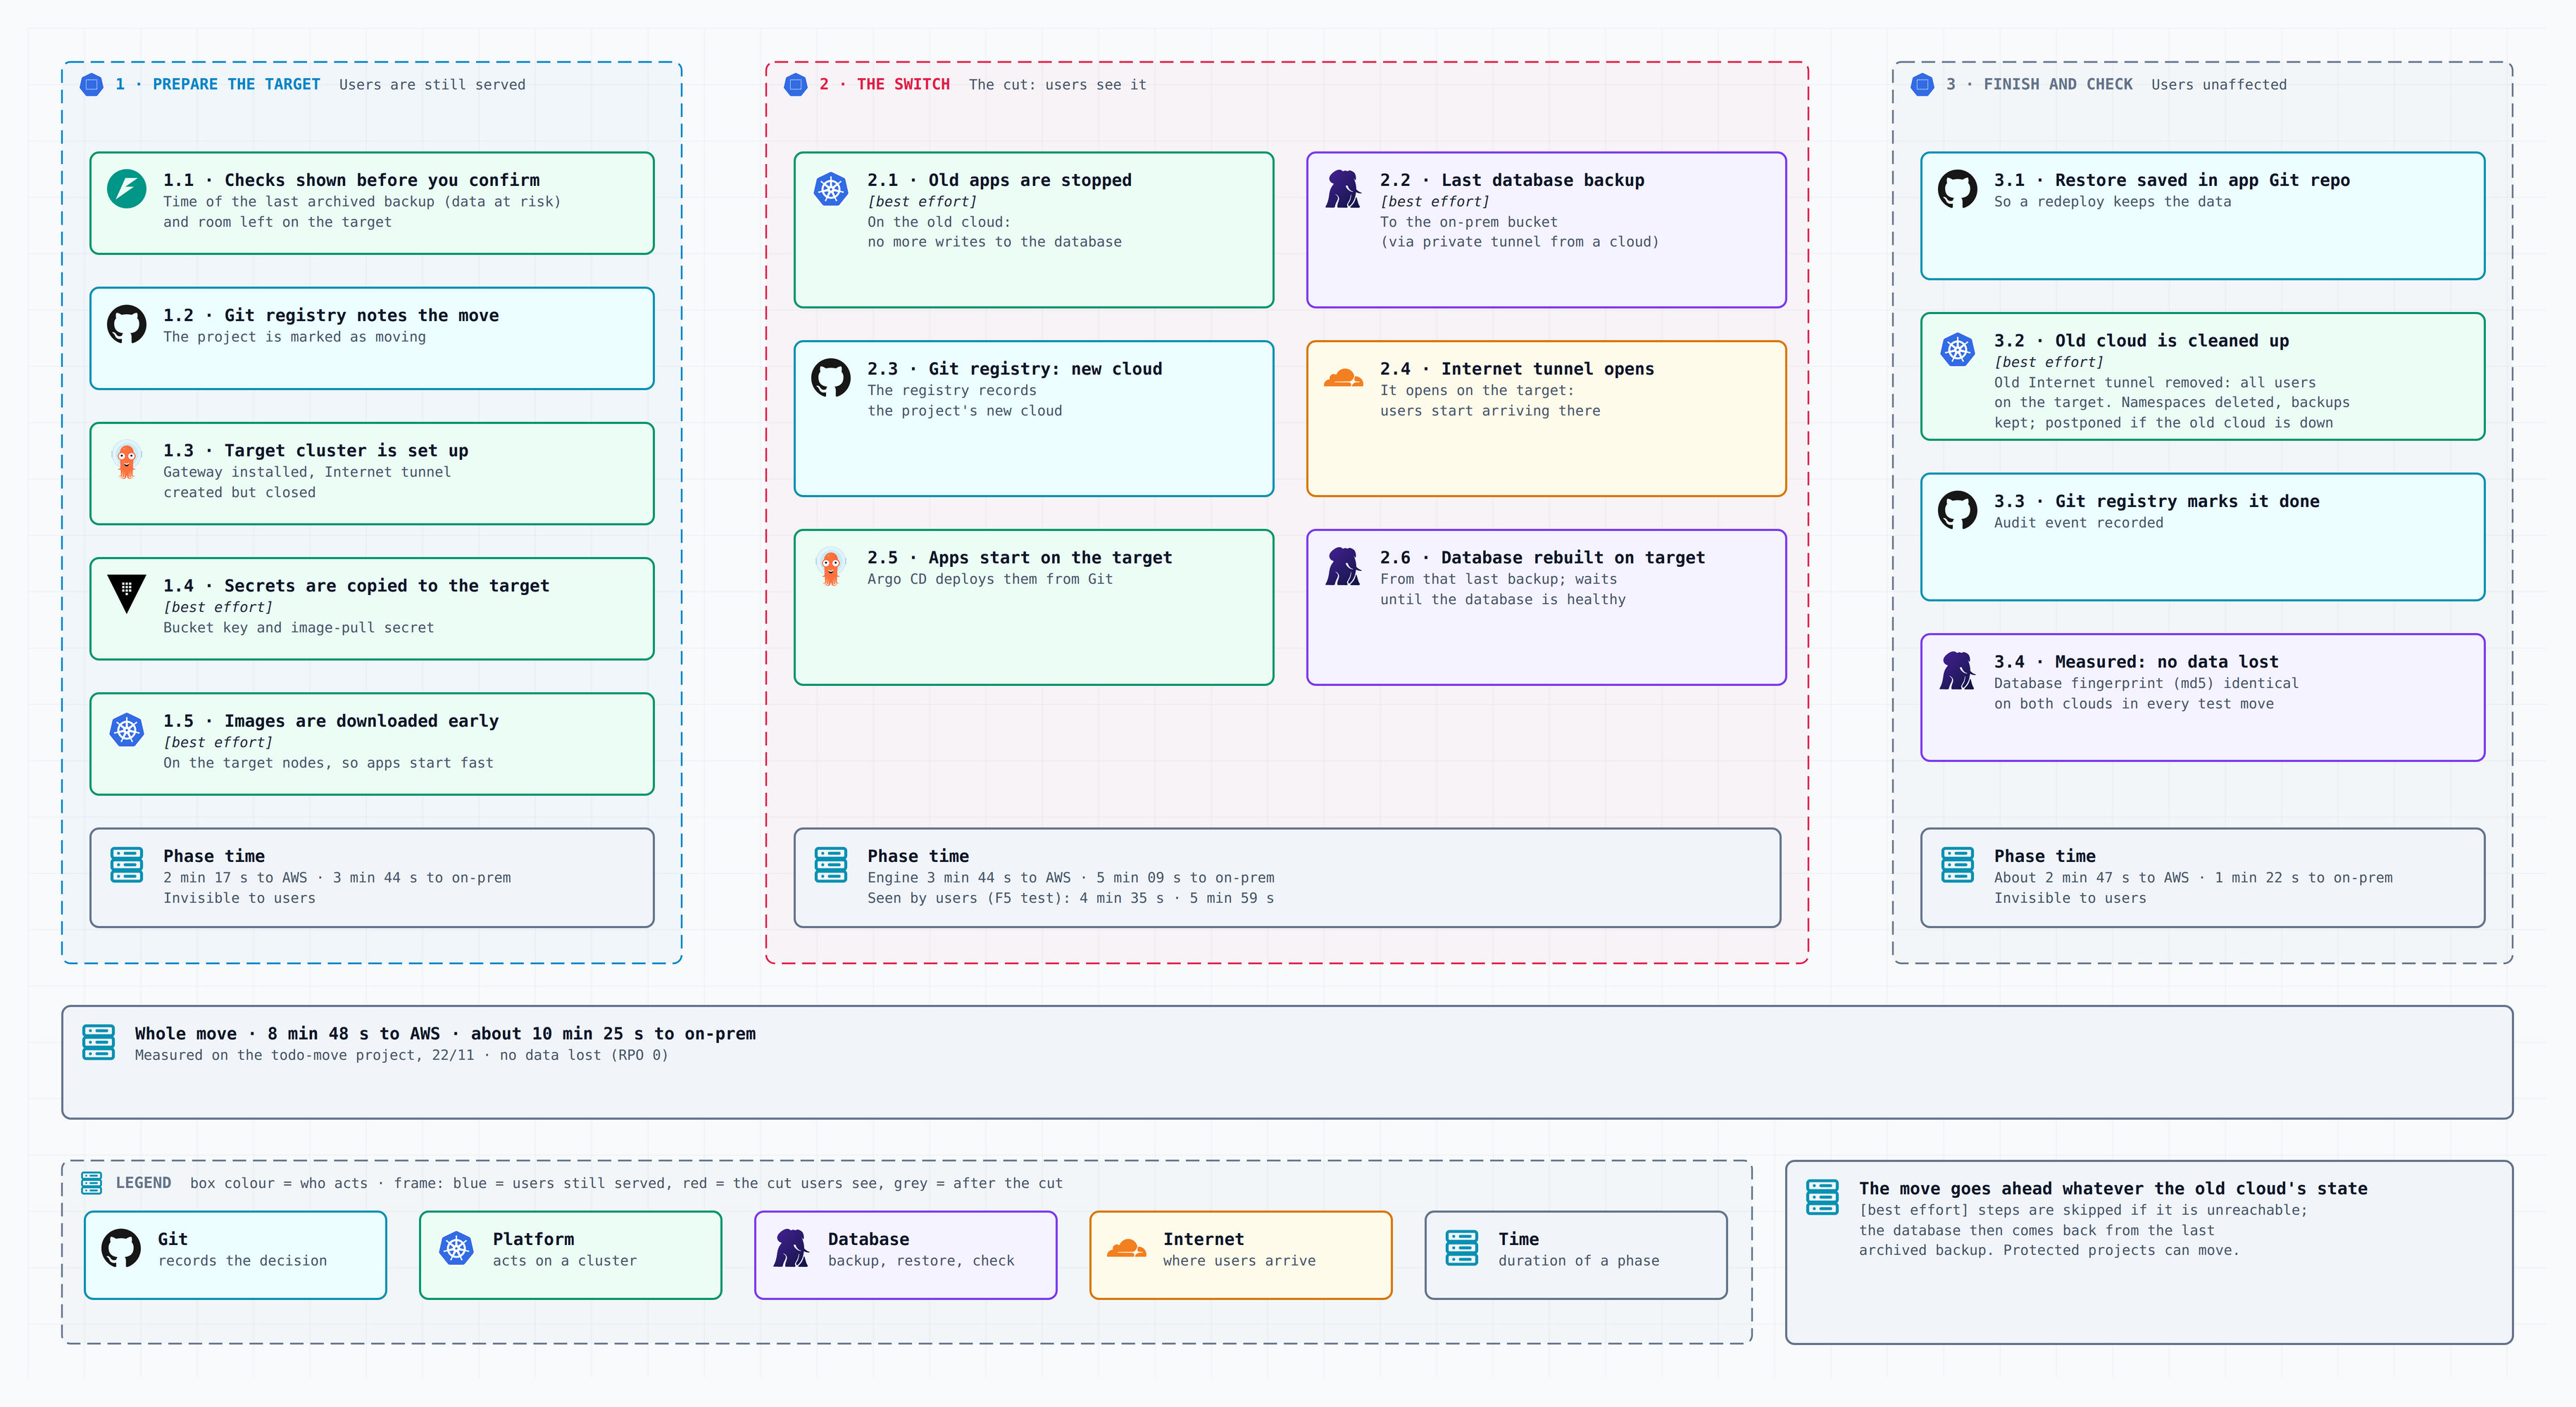 1 · PREPARE THE TARGET Users are still served
1.1 · Checks shown before you confirm
Time of the last archived backup (data at risk)
and room left on the target
1.2 · Git registry notes the move
The project is marked as moving
1.3 · Target cluster is set up
Gateway installed, Internet tunnel
created but closed
1.4 · Secrets are copied to the target
[best effort]
Bucket key and image-pull secret
1.5 · Images are downloaded early
[best effort]
On the target nodes, so apps start fast
Phase time
2 min 17 s to AWS · 3 min 44 s to on-prem
Invisible to users
2 · THE SWITCH The cut: users see it
2.1 · Old apps are stopped
[best effort]
On the old cloud:
no more writes to the database
2.2 · Last database backup
[best effort]
To the on-prem bucket
(via private tunnel from a cloud)
2.3 · Git registry: new cloud
The registry records
the project's new cloud
2.4 · Internet tunnel opens
It opens on the target:
users start arriving there
2.5 · Apps start on the target
Argo CD deploys them from Git
2.6 · Database rebuilt on target
From that last backup; waits
until the database is healthy
Phase time
Engine 3 min 44 s to AWS · 5 min 09 s to on-prem
Seen by users (F5 test): 4 min 35 s · 5 min 59 s
3 · FINISH AND CHECK Users unaffected
3.1 · Restore saved in app Git repo
So a redeploy keeps the data
3.2 · Old cloud is cleaned up
[best effort]
Old Internet tunnel removed: all users
on the target. Namespaces deleted, backups
kept; postponed if the old cloud is down
3.3 · Git registry marks it done
Audit event recorded
3.4 · Measured: no data lost
Database fingerprint (md5) identical
on both clouds in every test move
Phase time
About 2 min 47 s to AWS · 1 min 22 s to on-prem
Invisible to users
Whole move · 8 min 48 s to AWS · about 10 min 25 s to on-prem
Measured on the todo-move project, 22/11 · no data lost (RPO 0)
LEGEND box colour = who acts · frame: blue = users still served, red = the cut users see, grey = after the cut
Git
records the decision
Platform
acts on a cluster
Database
backup, restore, check
Internet
where users arrive
Time
duration of a phase
The move goes ahead whatever the old cloud's state
[best effort] steps are skipped if it is unreachable;
the database then comes back from the last
archived backup. Protected projects can move.